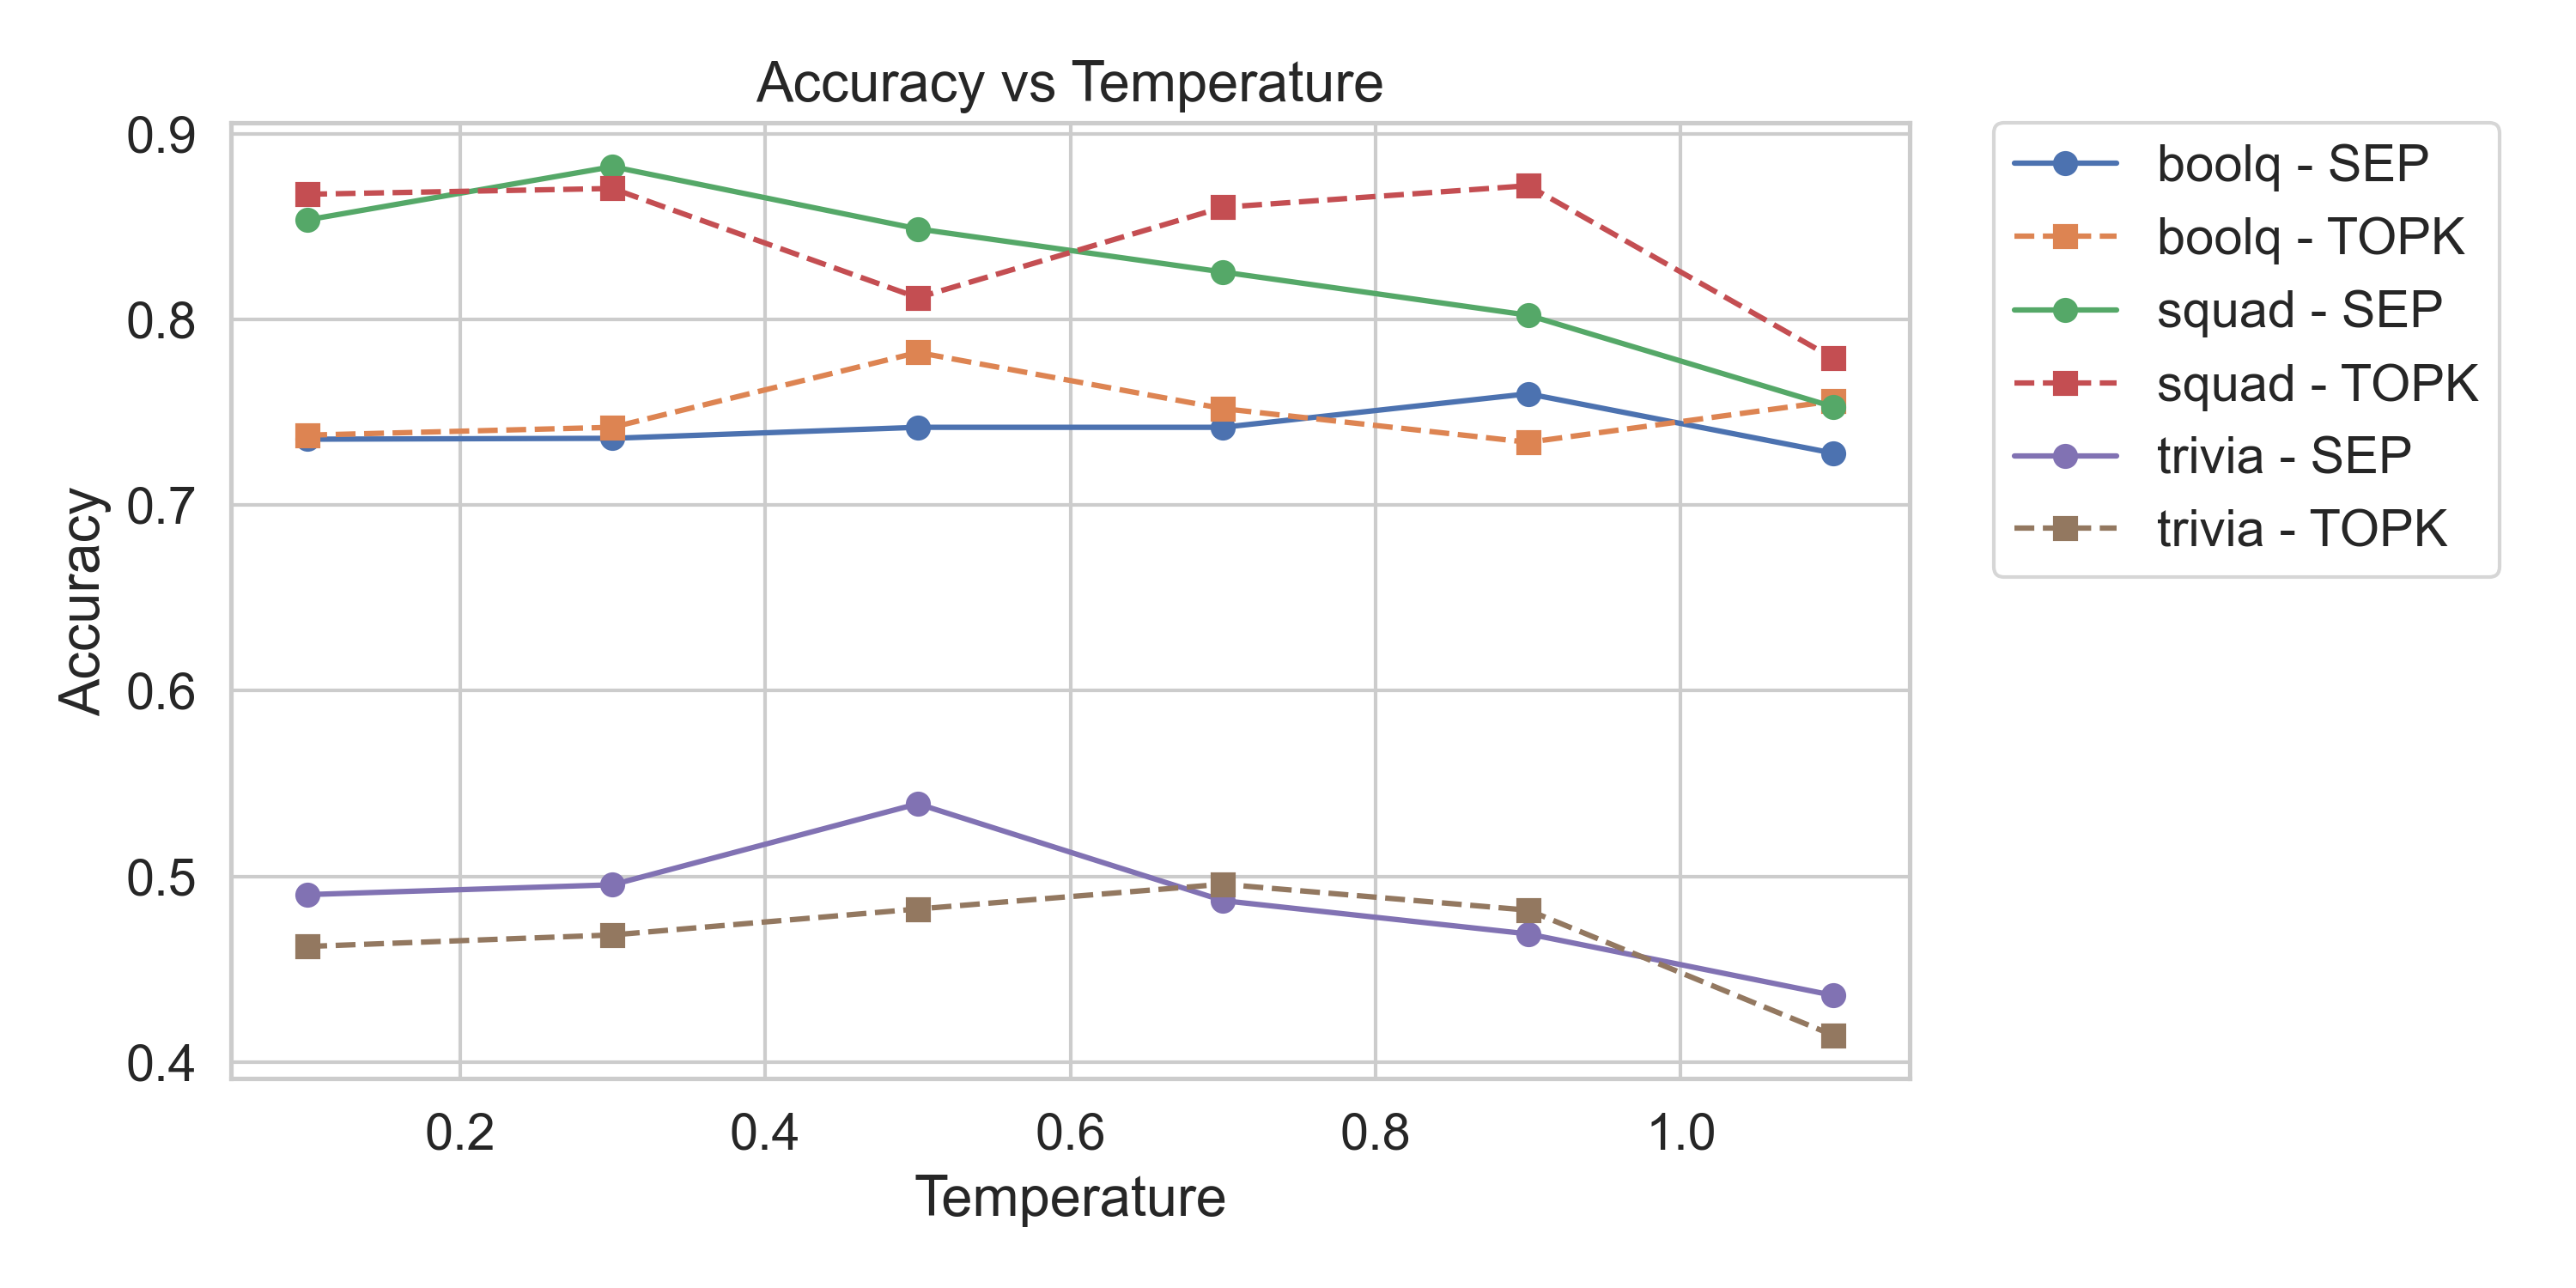 Accuracy vs Temperature
0.9
0.8
0.7
0.6
0.5
0.4
Accuracy
0.2 0.4 0.6 0.8 1.0
Temperature
boolq - SEP
boolq - TOPK
squad - SEP
squad - TOPK
trivia - SEP
trivia - TOPK